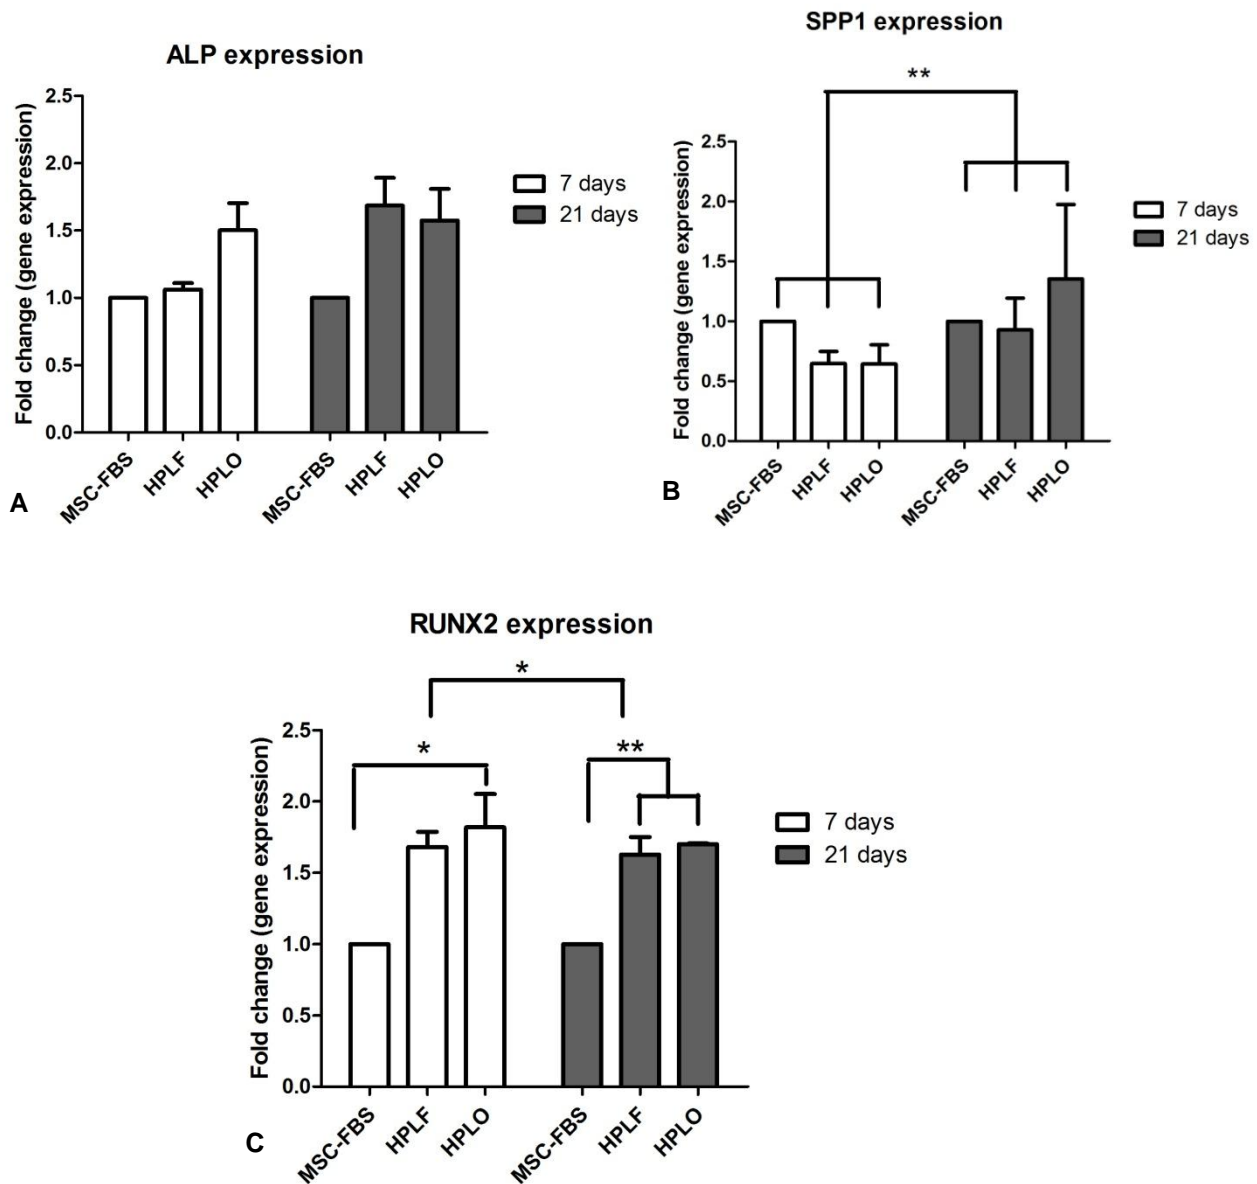 ALP expression
Fold change (gene expression)
2.5
2.0
1.5
1.0
0.5
0.0
MSC-FBS
HPLF
HPLO
MSC-FBS
HPLF
HPLO
7 days
21 days
A
SPP1 expression
**
Fold change (gene expression)
2.5
2.0
1.5
1.0
0.5
0.0
MSC-FBS
HPLF
HPLO
MSC-FBS
HPLF
HPLO
7 days
21 days
B
RUNX2 expression
*
*
**
Fold change (gene expression)
2.5
2.0
1.5
1.0
0.5
0.0
MSC-FBS
HPLF
HPLO
MSC-FBS
HPLF
HPLO
7 days
21 days
C